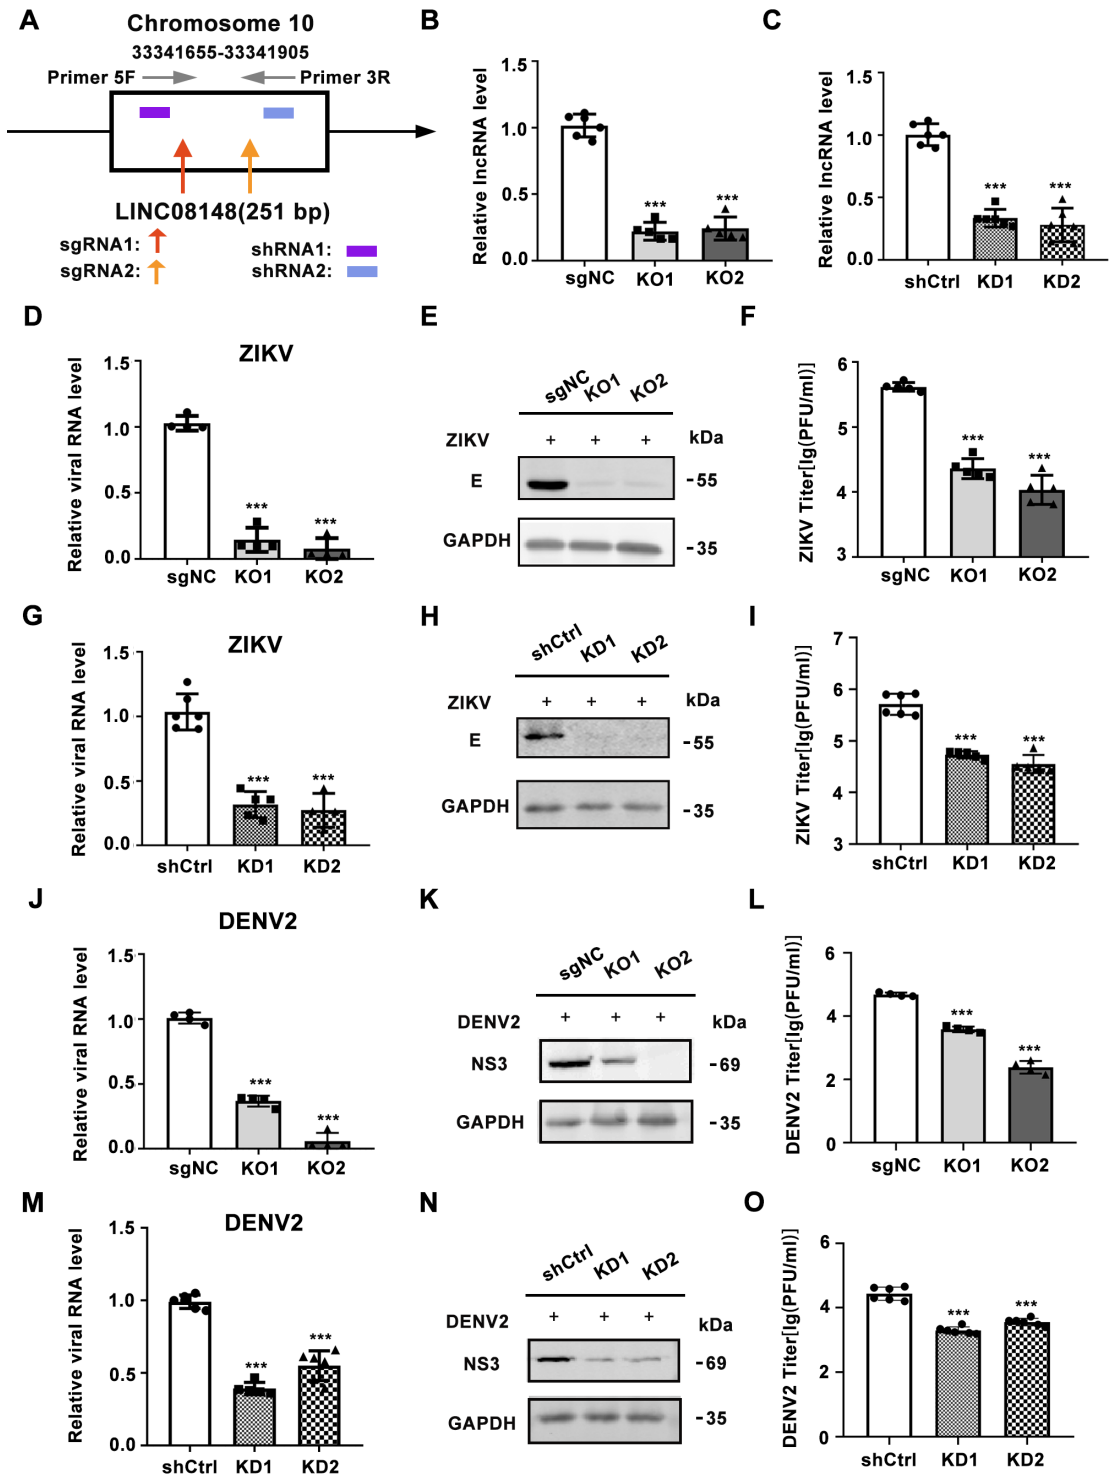 A
Chromosome 10
33341655-33341905
Primer 5F
Primer 3R
LINC08148(251 bp)
sgRNA1:
shRNA1:
sgRNA2:
shRNA2:
B
Relative lncRNA level
1.5
1.0
0.5
0.0
***
***
sgNC
KO1
KO2
C
Relative lncRNA level
1.5
1.0
0.5
0.0
***
***
shCtrl
KD1
KD2
D
ZIKV
Relative viral RNA level
1.5
1.0
0.5
0.0
***
***
sgNC
KO1
KO2
E
sgNC
KO1
KO2
ZIKV
+
+
+
kDa
E
-55
GAPDH
-35
F
ZIKV Titer[lg(PFU/ml)]
6
5
4
3
***
***
sgNC
KO1
KO2
G
ZIKV
Relative viral RNA level
1.5
1.0
0.5
0.0
***
***
shCtrl
KD1
KD2
H
shCtrl
KD1
KD2
ZIKV
+
+
+
kDa
E
-55
GAPDH
-35
I
ZIKV Titer[lg(PFU/ml)]
7
6
5
4
3
***
***
shCtrl
KD1
KD2
J
DENV2
Relative viral RNA level
1.5
1.0
0.5
0.0
***
***
sgNC
KO1
KO2
K
sgNC
KO1
KO2
DENV2
+
+
+
kDa
NS3
-69
GAPDH
-35
L
DENV2 Titer[lg(PFU/ml)]
6
4
2
0
***
***
sgNC
KO1
KO2
M
DENV2
Relative viral RNA level
1.5
1.0
0.5
0.0
***
***
shCtrl
KD1
KD2
N
shCtrl
KD1
KD2
DENV2
+
+
+
kDa
NS3
-69
GAPDH
-35
O
DENV2 Titer[lg(PFU/ml)]
6
4
2
0
***
***
shCtrl
KD1
KD2